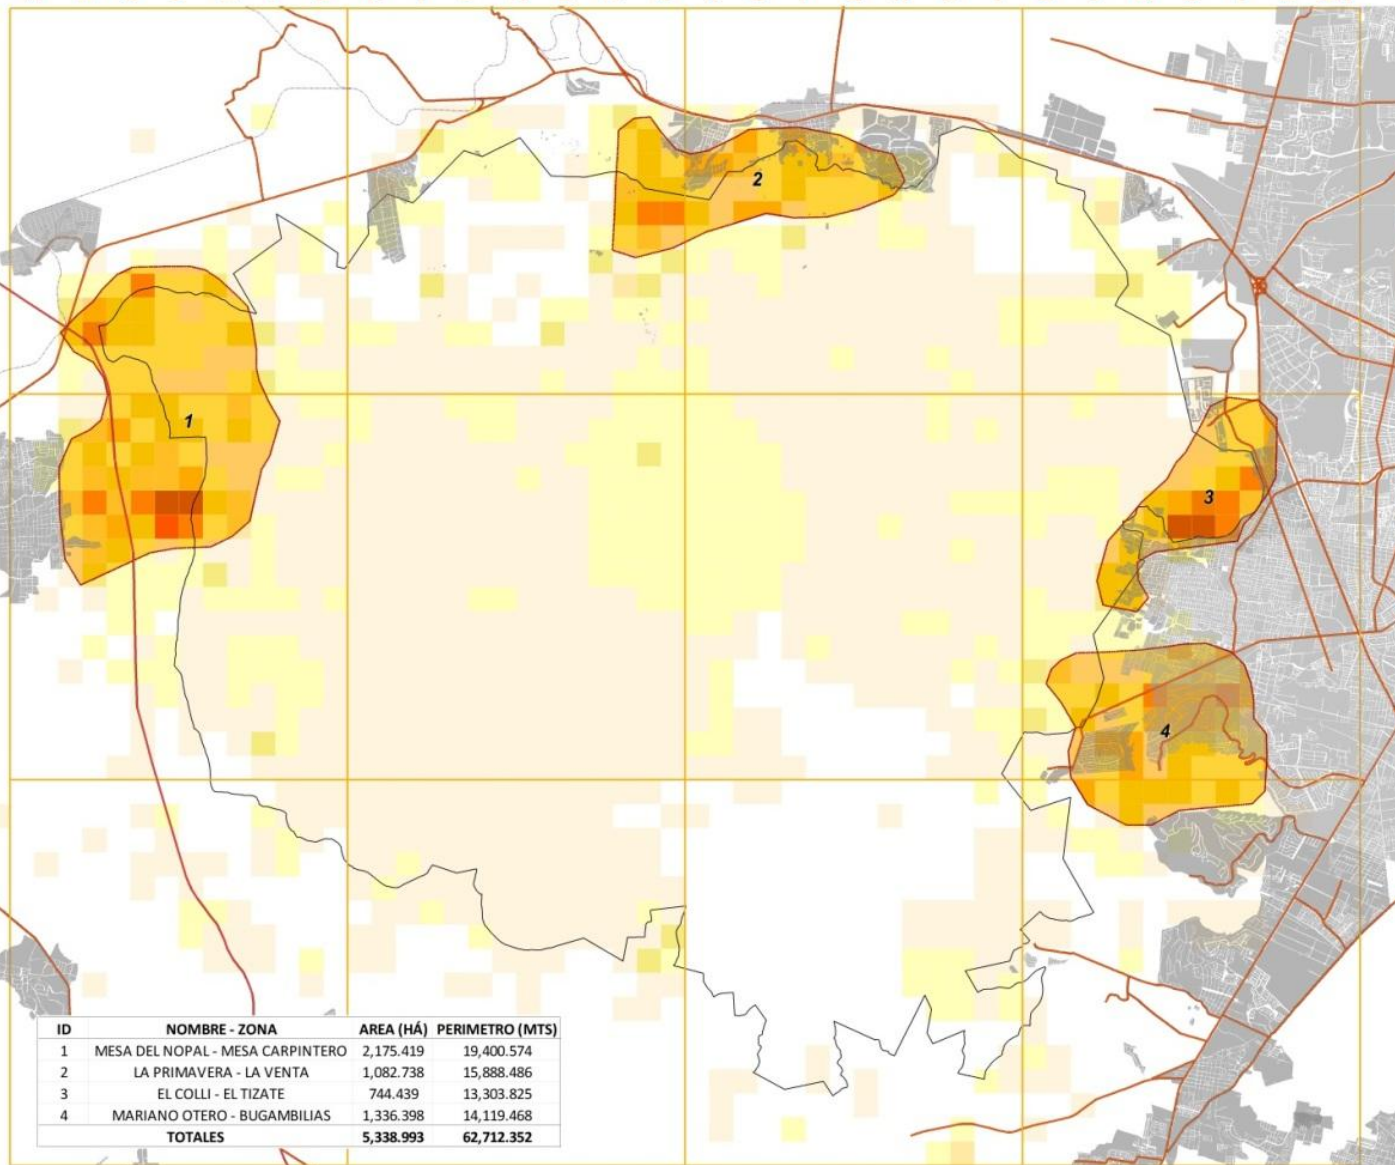 2
1
3
4
ID NOMBRE - ZONA AREA (HÁ) PERIMETRO (MTS)
1 MESA DEL NOPAL - MESA CARPINTERO 2,175.419 19,400.574
2 LA PRIMAVERA - LA VENTA 1,082.738 15,888.486
3 EL COLLI - EL TIZATE 744.439 13,303.825
4 MARIANO OTERO - BUGAMBILIAS 1,336.398 14,119.468
TOTALES 5,338.993 62,712.352